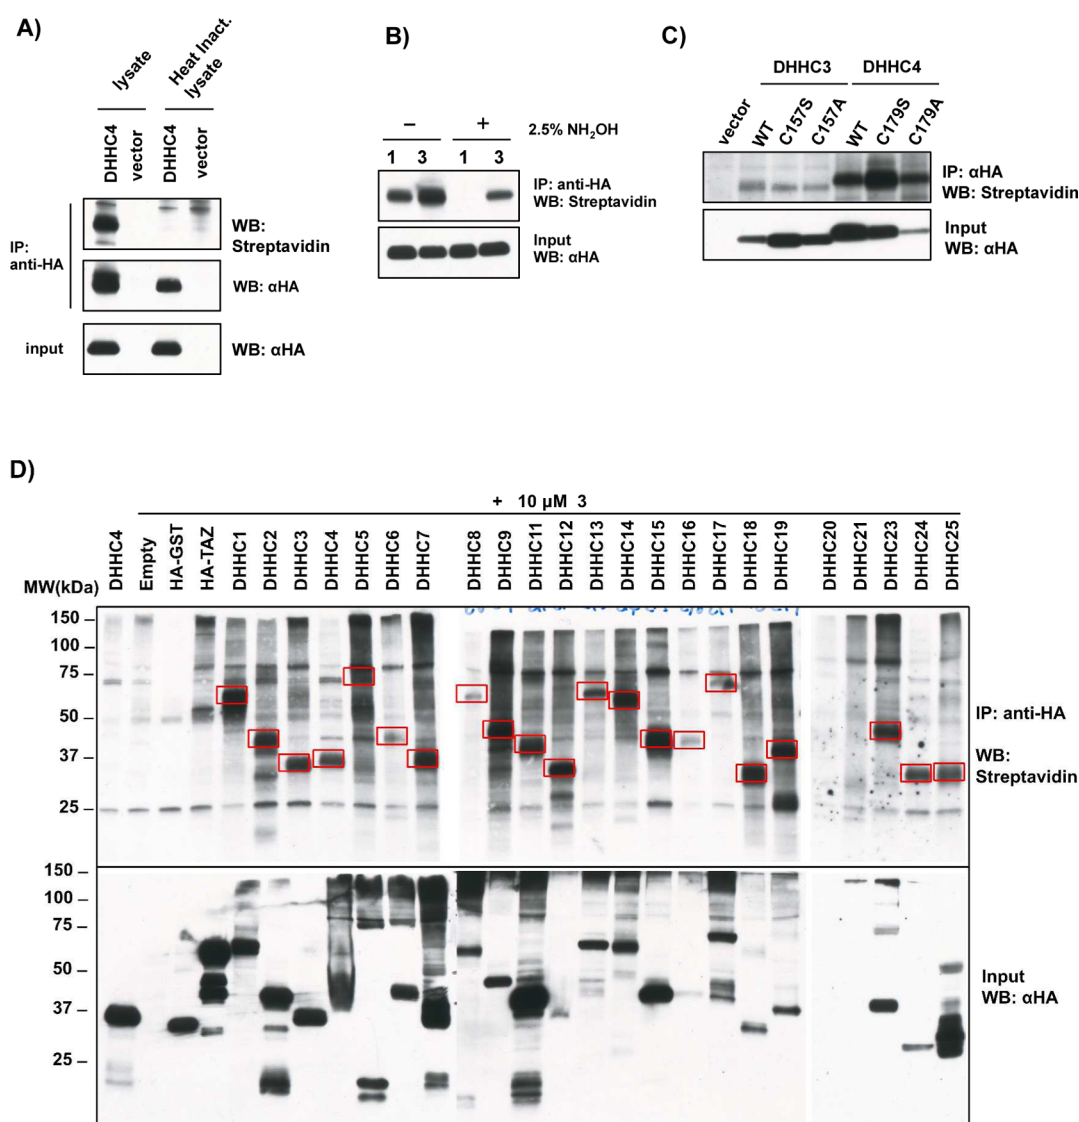 A)
lysate
Heat Inact.
lysate
DHHC4
vector
DHHC4
vector
IP:
anti-HA
WB:
Streptavidin
WB: αHA
input
WB: αHA
B)
– + 2.5% NH₂OH
1 3 1 3
IP: anti-HA
WB: Streptavidin
Input
WB: αHA
C)
DHHC3 DHHC4
vector
WT
C157S
C157A
WT
C179S
C179A
IP: αHA
WB: Streptavidin
Input
WB: αHA
D)
+ 10 µM 3
DHHC4
Empty
HA-GST
HA-TAZ
DHHC1
DHHC2
DHHC3
DHHC4
DHHC5
DHHC6
DHHC7
DHHC8
DHHC9
DHHC11
DHHC12
DHHC13
DHHC14
DHHC15
DHHC16
DHHC17
DHHC18
DHHC19
DHHC20
DHHC21
DHHC23
DHHC24
DHHC25
MW(kDa)
150 –
100 –
75 –
50 –
37 –
25 –
IP: anti-HA
WB:
Streptavidin
150 –
100 –
75 –
50 –
37 –
25 –
Input
WB: αHA